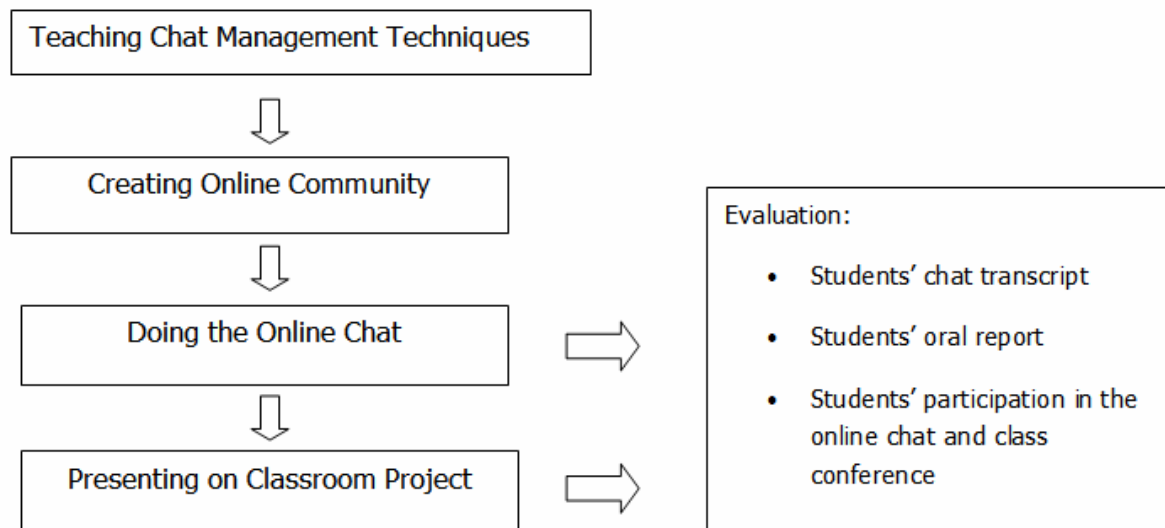 Teaching Chat Management Techniques
Creating Online Community
Doing the Online Chat
Presenting on Classroom Project
Evaluation:
• Students’ chat transcript
• Students’ oral report
• Students’ participation in the
online chat and class
conference